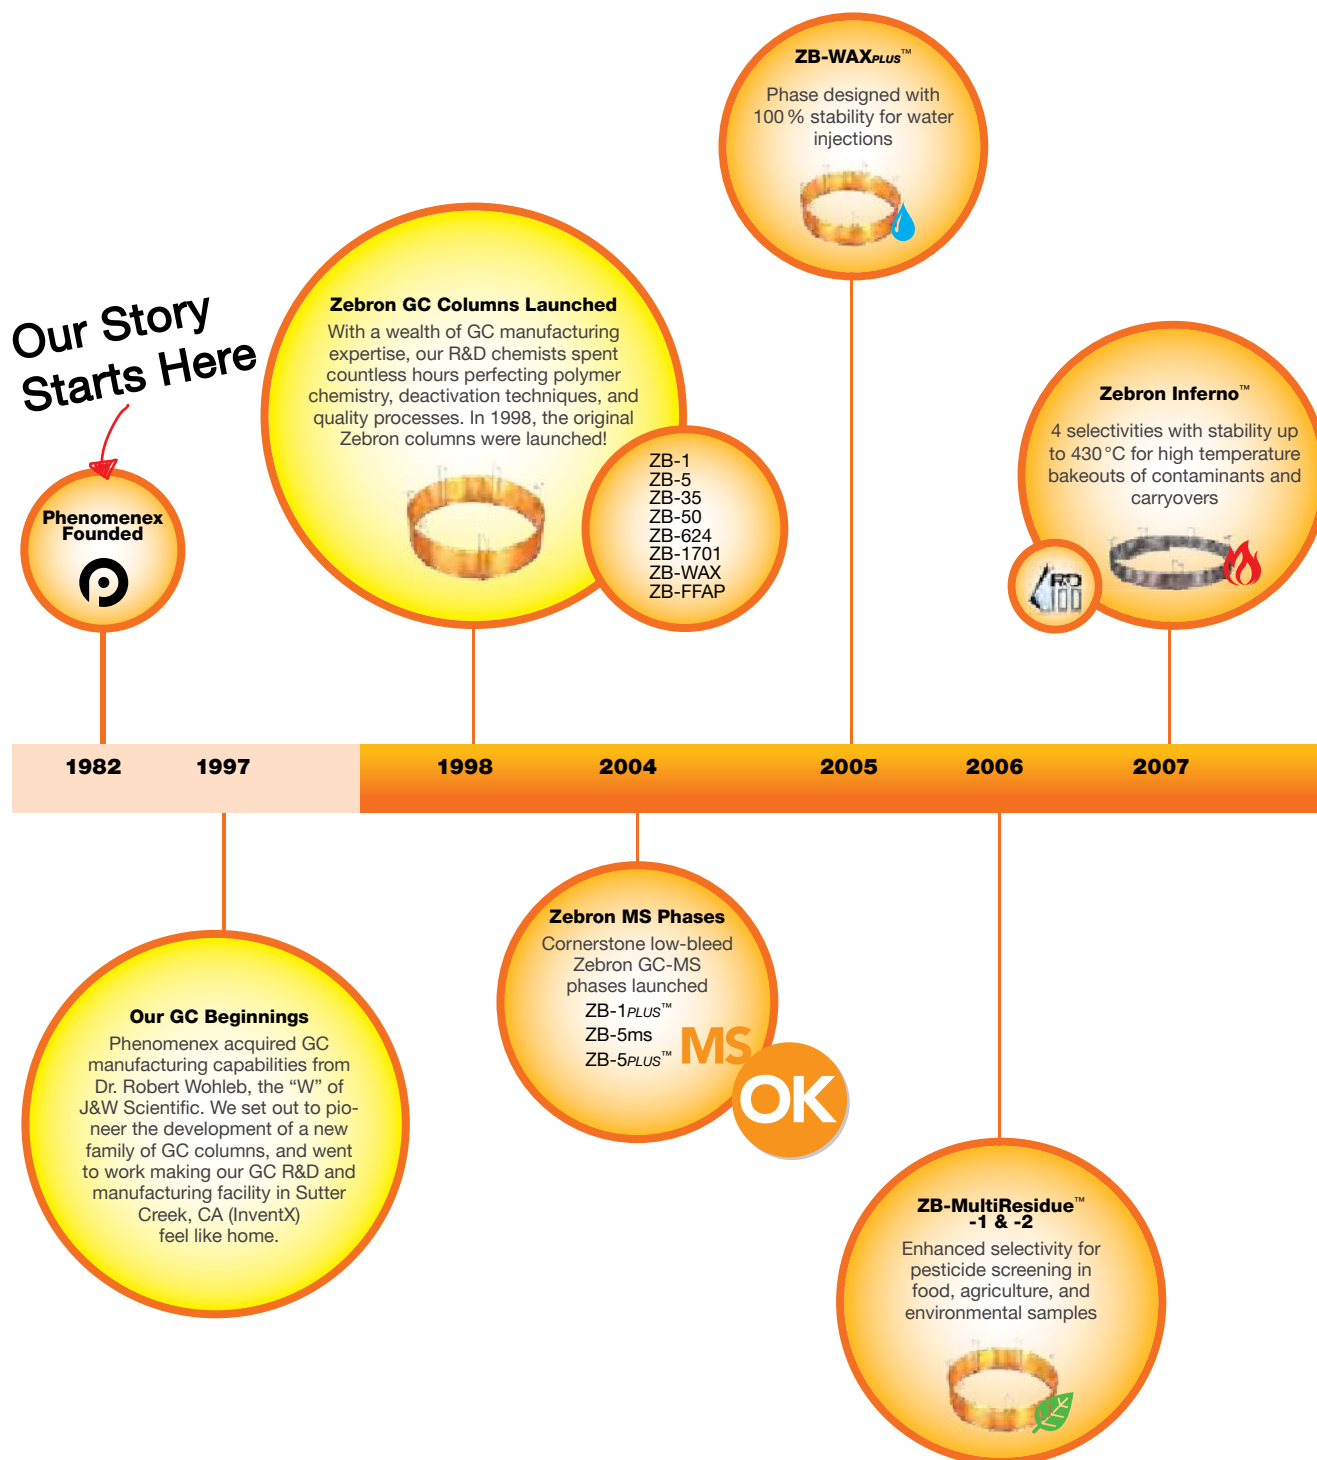 ZB-WAXPLUS™
Phase designed with
100 % stability for water
injections
Our Story
Starts Here
Zebron GC Columns Launched
With a wealth of GC manufacturing
expertise, our R&D chemists spent
countless hours perfecting polymer
chemistry, deactivation techniques, and
quality processes. In 1998, the original
Zebron columns were launched!
ZB-1
ZB-5
ZB-35
ZB-50
ZB-624
ZB-1701
ZB-WAX
ZB-FFAP
Zebron Inferno™
4 selectivities with stability up
to 430 °C for high temperature
bakeouts of contaminants and
carryovers
R&D
Phenomenex
Founded
1982
1997
1998
2004
2005
2006
2007
Our GC Beginnings
Phenomenex acquired GC
manufacturing capabilities from
Dr. Robert Wohleb, the “W” of
J&W Scientific. We set out to pio-
neer the development of a new
family of GC columns, and went
to work making our GC R&D and
manufacturing facility in Sutter
Creek, CA (InventX)
feel like home.
Zebron MS Phases
Cornerstone low-bleed
Zebron GC-MS
phases launched
ZB-1PLUS™
ZB-5ms
ZB-5PLUS™
MS
OK
ZB-MultiResidue™
-1 & -2
Enhanced selectivity for
pesticide screening in
food, agriculture, and
environmental samples